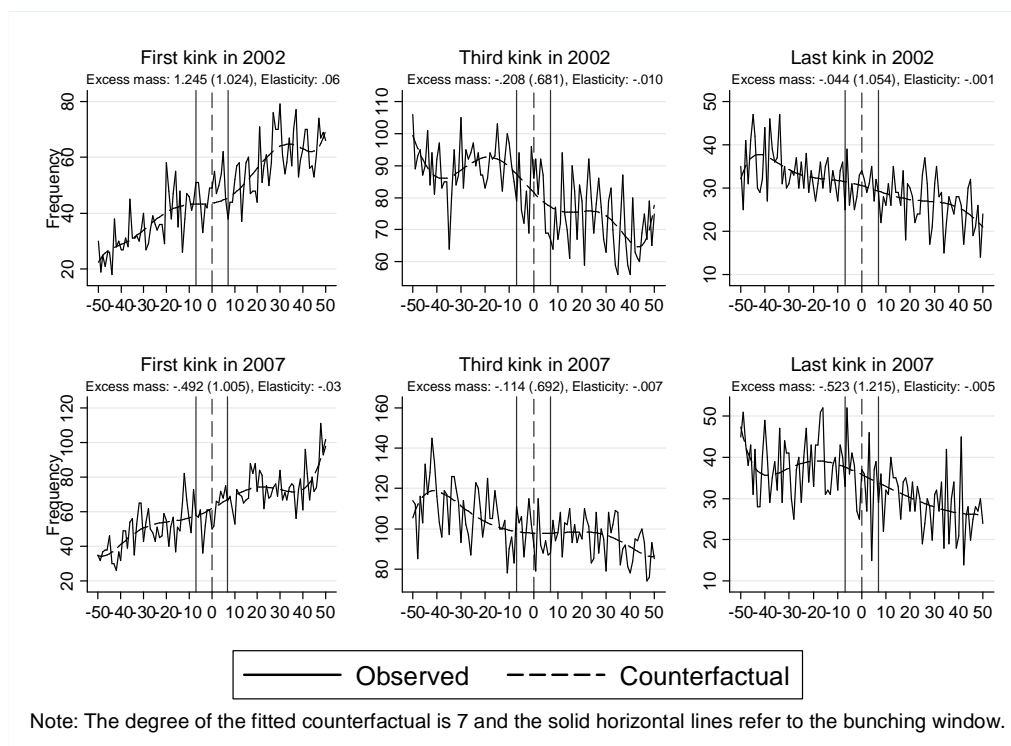 First kink in 2002
Excess mass: 1.245 (1.024), Elasticity: .06
Frequency
80
60
40
20
-50 -40 -30 -20 -10 0 10 20 30 40 50
Third kink in 2002
Excess mass: -.208 (.681), Elasticity: -.010
110
100
90
80
70
60
-50 -40 -30 -20 -10 0 10 20 30 40 50
Last kink in 2002
Excess mass: -.044 (1.054), Elasticity: -.001
50
40
30
20
10
-50 -40 -30 -20 -10 0 10 20 30 40 50
First kink in 2007
Excess mass: -.492 (1.005), Elasticity: -.03
Frequency
120
100
80
60
40
20
-50 -40 -30 -20 -10 0 10 20 30 40 50
Third kink in 2007
Excess mass: -.114 (.692), Elasticity: -.007
160
140
120
100
80
-50 -40 -30 -20 -10 0 10 20 30 40 50
Last kink in 2007
Excess mass: -.523 (1.215), Elasticity: -.005
50
40
30
20
10
-50 -40 -30 -20 -10 0 10 20 30 40 50
Observed Counterfactual
Note: The degree of the fitted counterfactual is 7 and the solid horizontal lines refer to the bunching window.